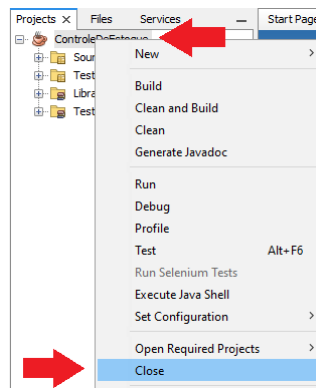 Projects Files Services Start Page
ControleDeEstoque
New
Sour
Test
Build
Libra
Clean and Build
Test
Clean
Generate Javadoc
Run
Debug
Profile
Test Alt+F6
Run Selenium Tests
Execute Java Shell
Set Configuration
Open Required Projects
Close